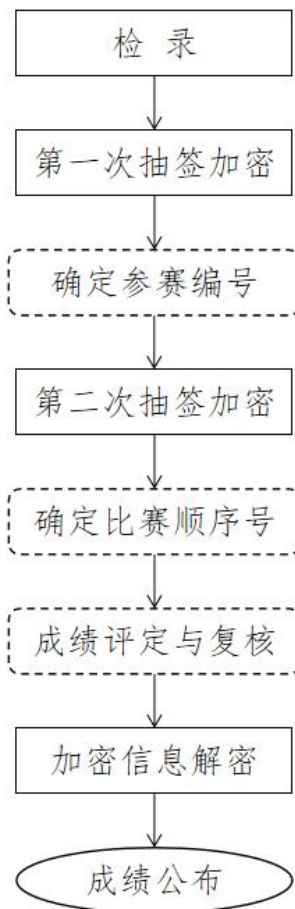 检 录
第一次抽签加密
确定参赛编号
第二次抽签加密
确定比赛顺序号
成绩评定与复核
加密信息解密
成绩公布